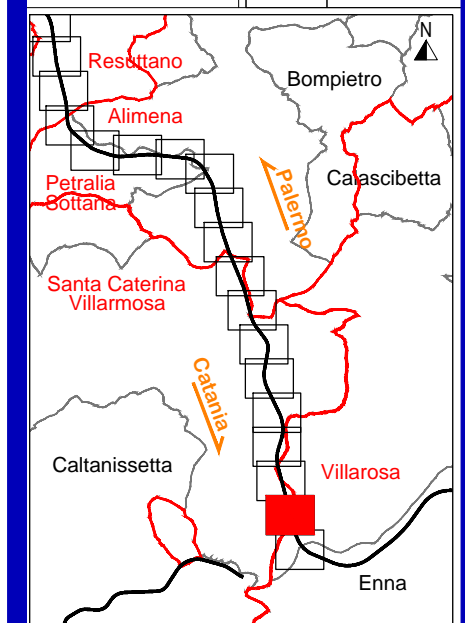 N
Resuttano
Bompietro
Alimena
Petralia
Sottana
Calascibetta
Palermo
Santa Caterina
Villarmosa
Catania
Caltanissetta
Villarosa
Enna